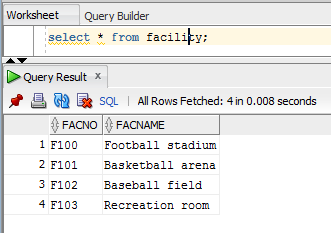 Worksheet Query Builder
select * from facility;
Query Result x
SQL | All Rows Fetched: 4 in 0.008 seconds
FACNO FACNAME
1 F100 Football stadium
2 F101 Basketball arena
3 F102 Baseball field
4 F103 Recreation room